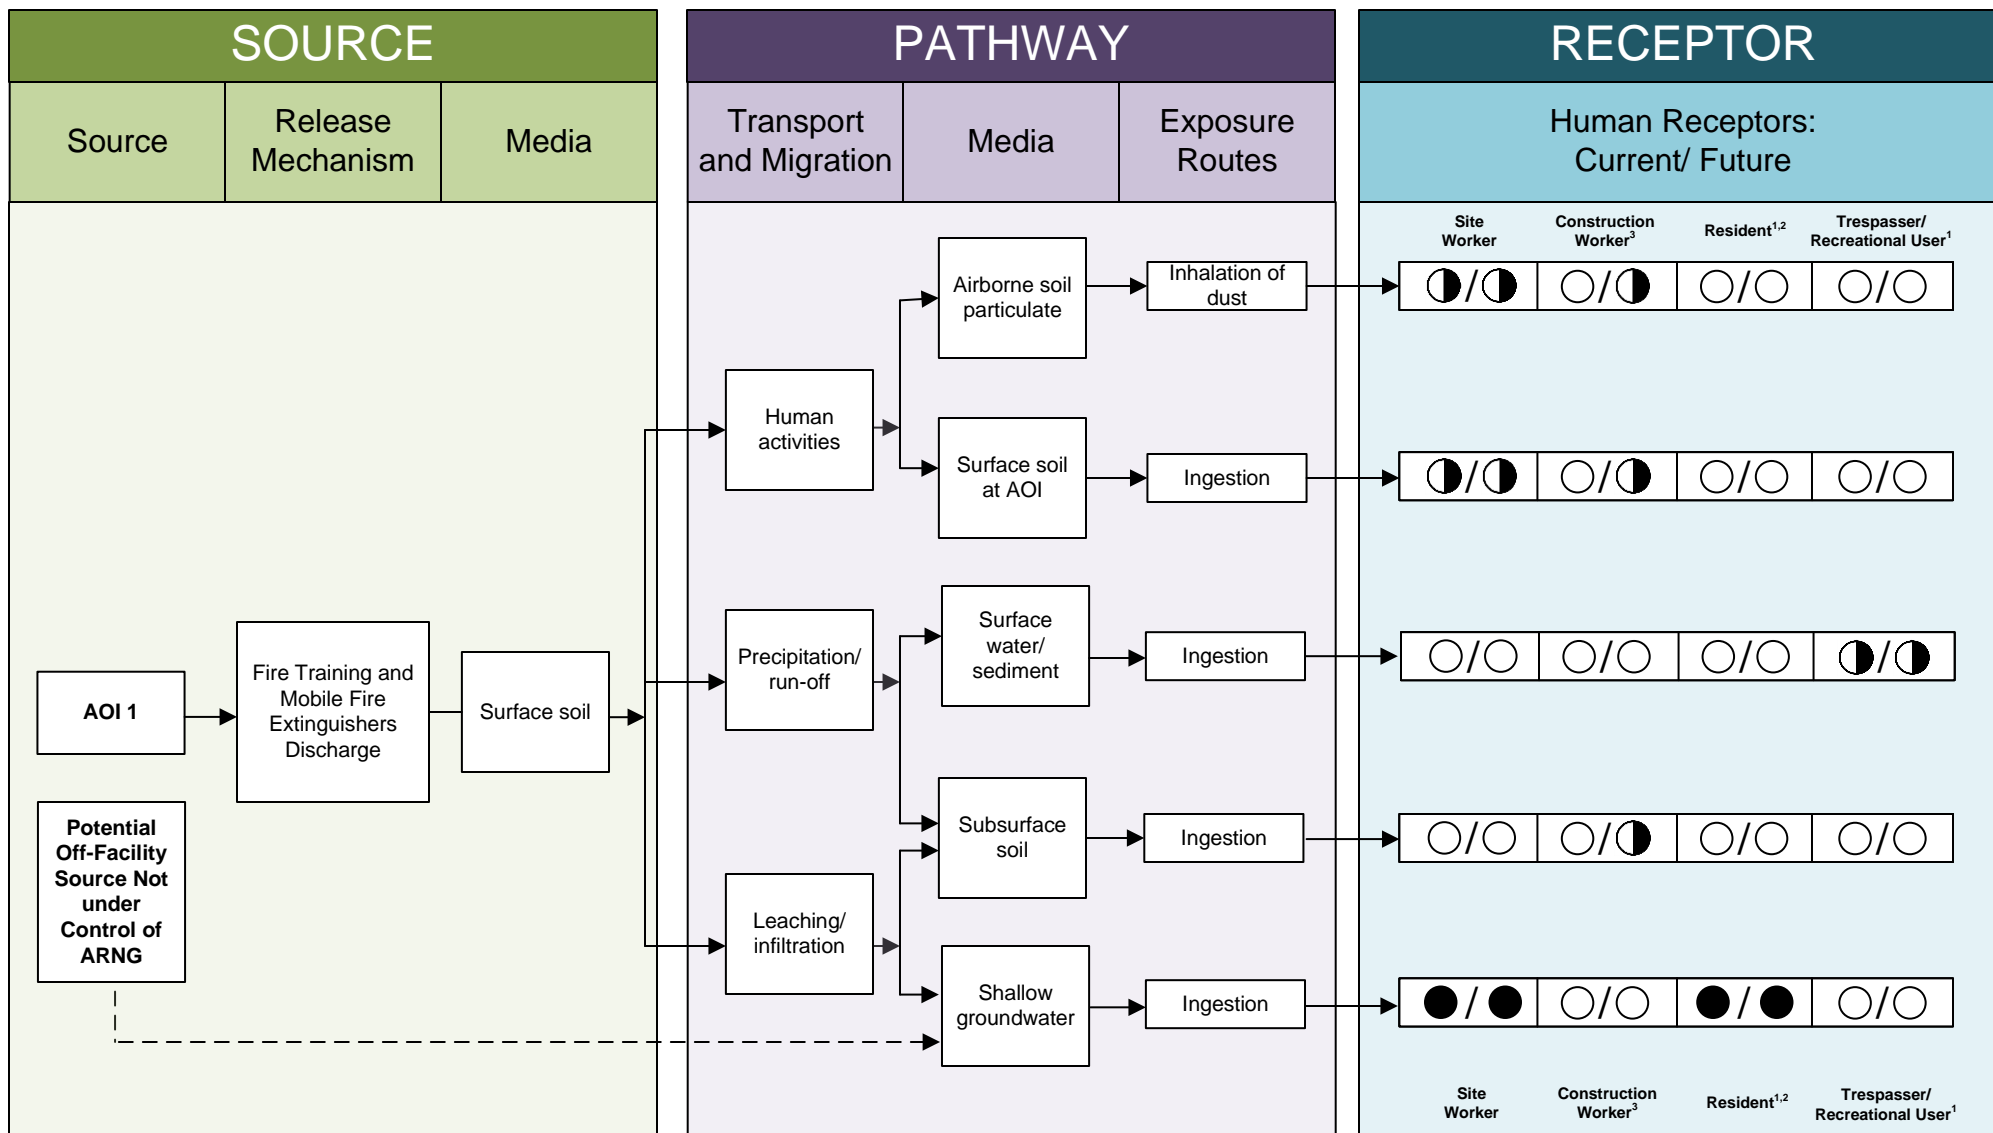 SOURCE
PATHWAY
RECEPTOR
Source
Release
Mechanism
Media
Transport
and Migration
Media
Exposure
Routes
Human Receptors:
Current/ Future
Site
Worker
Construction
Worker³
Resident¹,²
Trespasser/
Recreational User¹
Airborne soil
particulate
Inhalation of
dust
/
/
/
/
Human
activities
Surface soil
at AOI
Ingestion
/
/
/
/
AOI 1
Fire Training and
Mobile Fire
Extinguishers
Discharge
Surface soil
Precipitation/
run-off
Surface
water/
sediment
Ingestion
/
/
/
/
Potential
Off-Facility
Source Not
under
Control of
ARNG
Subsurface
soil
Ingestion
/
/
/
/
Leaching/
infiltration
Shallow
groundwater
Ingestion
/
/
/
/
Site
Worker
Construction
Worker³
Resident¹,²
Trespasser/
Recreational User¹